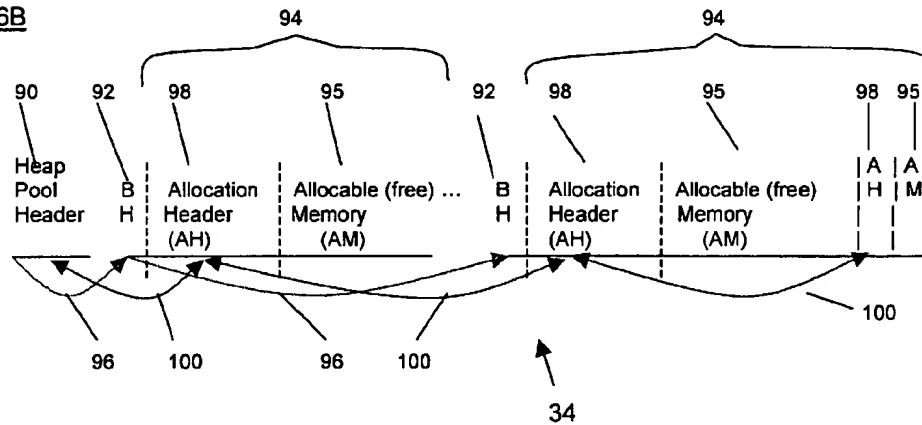 6B
94 94
90 92 98 95 92 98 95 98 95
Heap A A
Pool B Allocation Allocable (free) ... B Allocation Allocable (free) H M
Header H Header Memory H Header Memory
(AH) (AM) (AH) (AM)
96 100 96 100 100
34